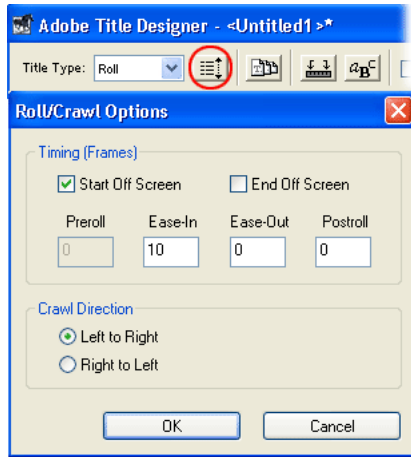 Adobe Title Designer - <Untitled1 >*
Title Type: Roll
T
a B C
Roll/Crawl Options
Timing (Frames)
Start Off Screen End Off Screen
Preroll Ease-In Ease-Out Postroll
0 10 0 0
Crawl Direction
Left to Right
Right to Left
OK Cancel